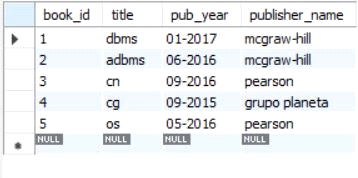 book_id title pub_year publisher_name
1 dbms 01-2017 mcgraw-hill
2 adbms 06-2016 mcgraw-hill
3 cn 09-2016 pearson
4 cg 09-2015 grupo planeta
5 os 05-2016 pearson
NULL NULL NULL NULL